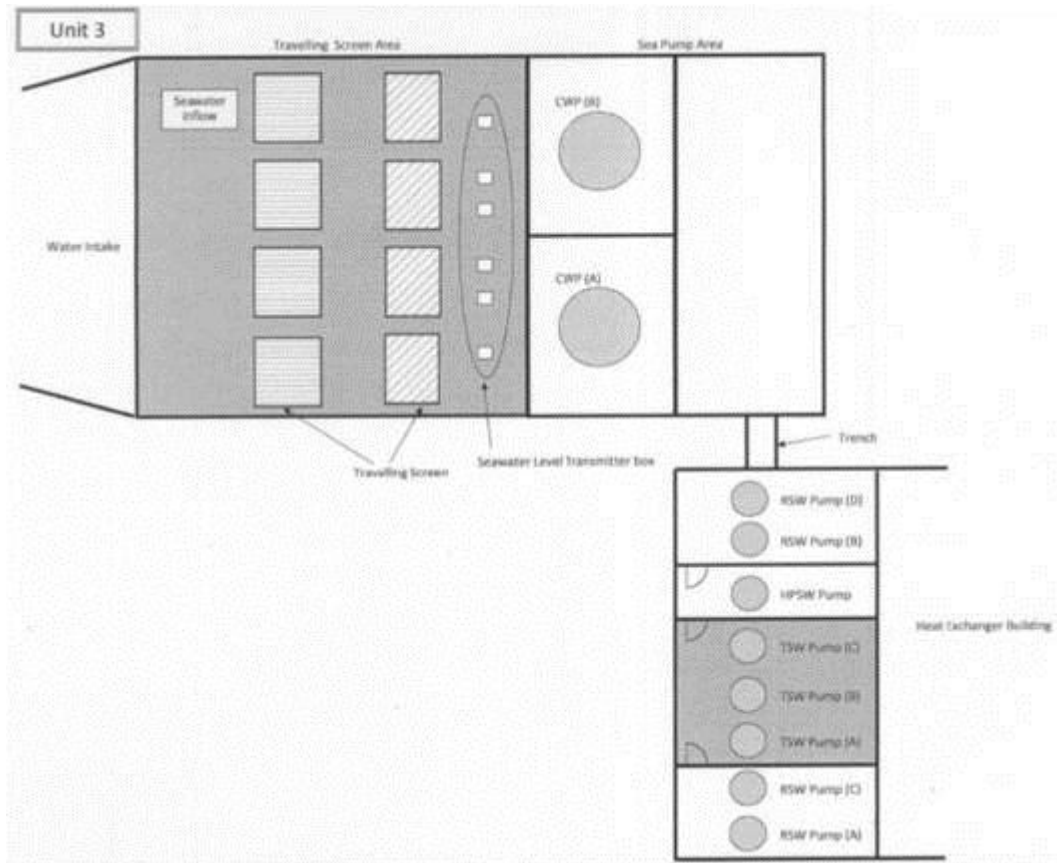 Unit 3
Travelling Screen Area
Sea Pump Area
Seawater
Inflow
CWP (B)
Water Intake
CWP (A)
Trench
Travelling Screen
Seawater Level Transmitter box
RSW Pump (D)
RSW Pump (B)
HPSW Pump
Heat Exchanger Building
TSW Pump (C)
TSW Pump (B)
TSW Pump (A)
RSW Pump (C)
RSW Pump (A)